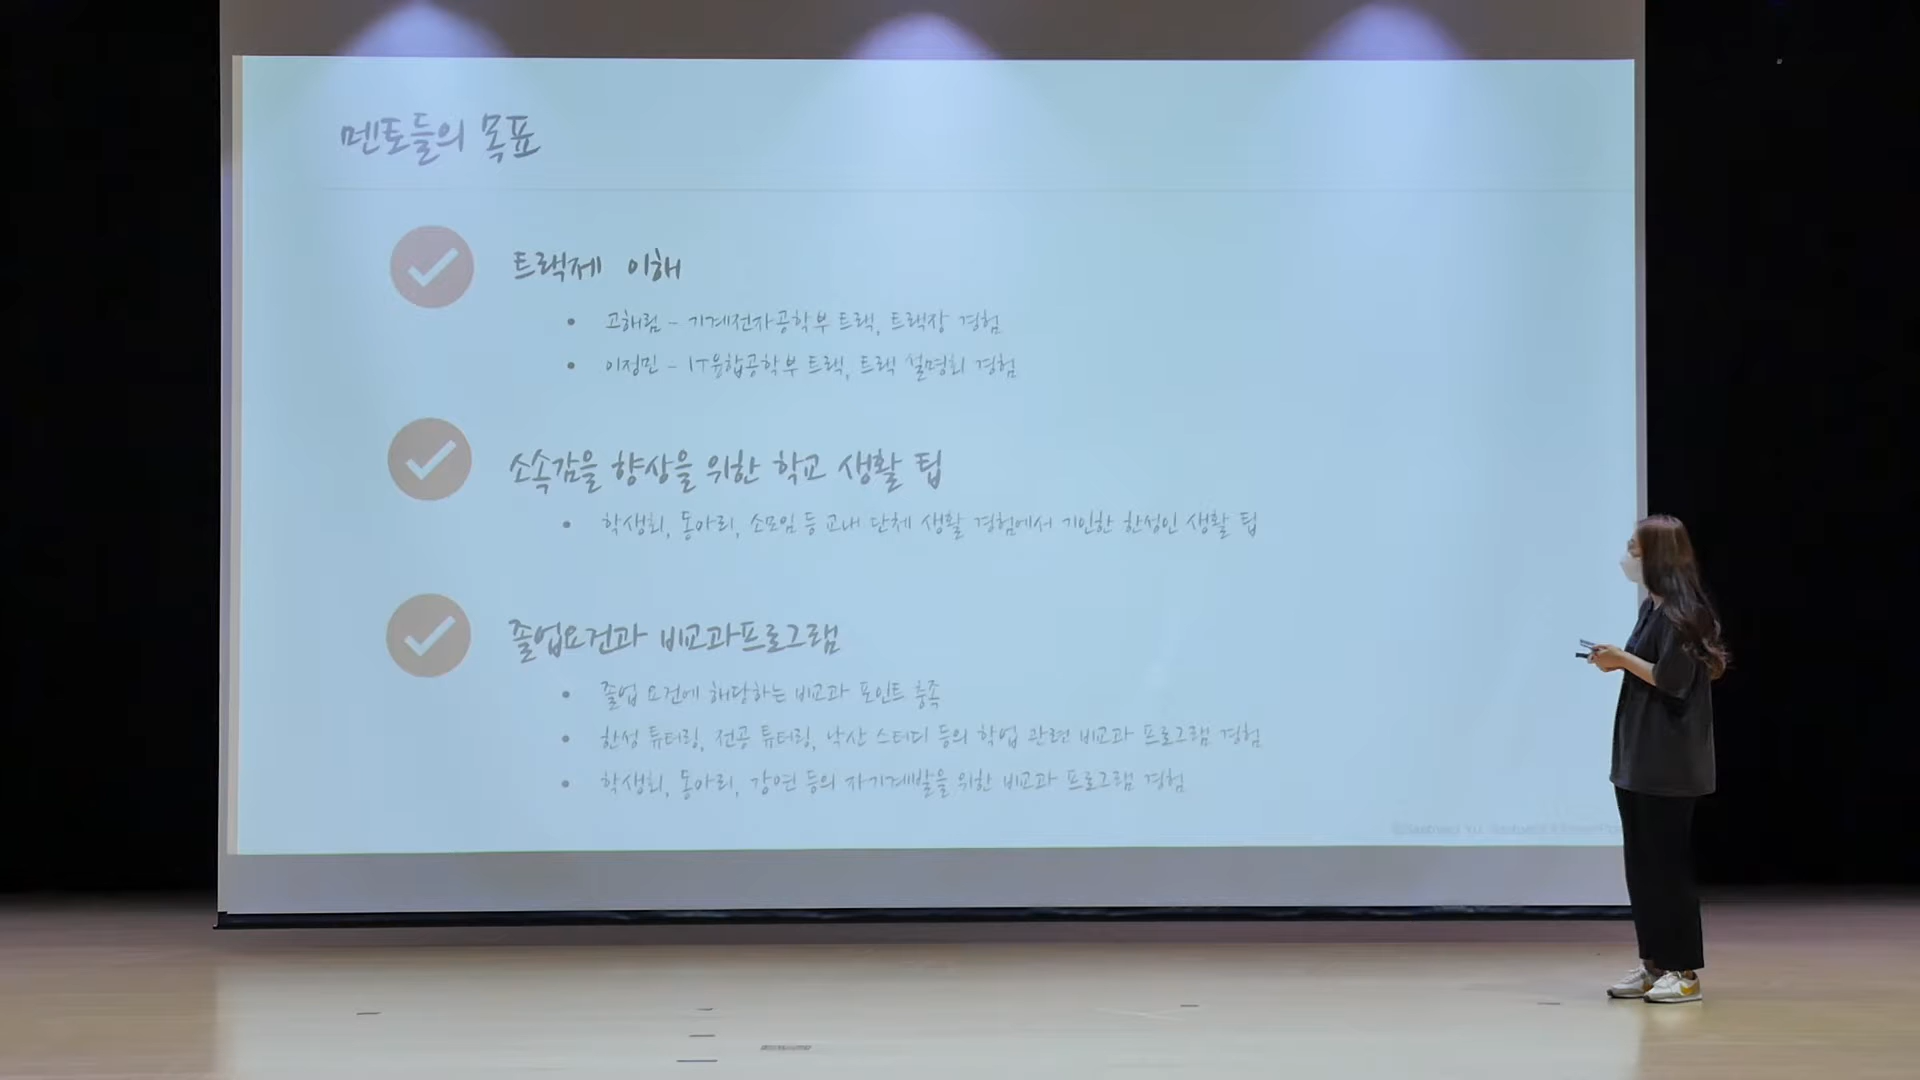 멘토들의 목표
트랙제 이해
• 고해림 - 기계전자공학부 트랙, 트랙장 경험
• 이정민 - IT융합공학부 트랙, 트랙 설명회 경험
소속감을 향상을 위한 학교 생활 팁
• 학생회, 동아리, 소모임 등 교내 단체 생활 경험에서 기인한 한성인 생활 팁
졸업요건과 비교과프로그램
• 졸업 요건에 해당하는 비교과 포인트 충족
• 한성 튜터링, 전공 튜터링, 낙산 스터디 등의 학업 관련 비교과 프로그램 경험
• 학생회, 동아리, 강연 등의 자기계발을 위한 비교과 프로그램 경험